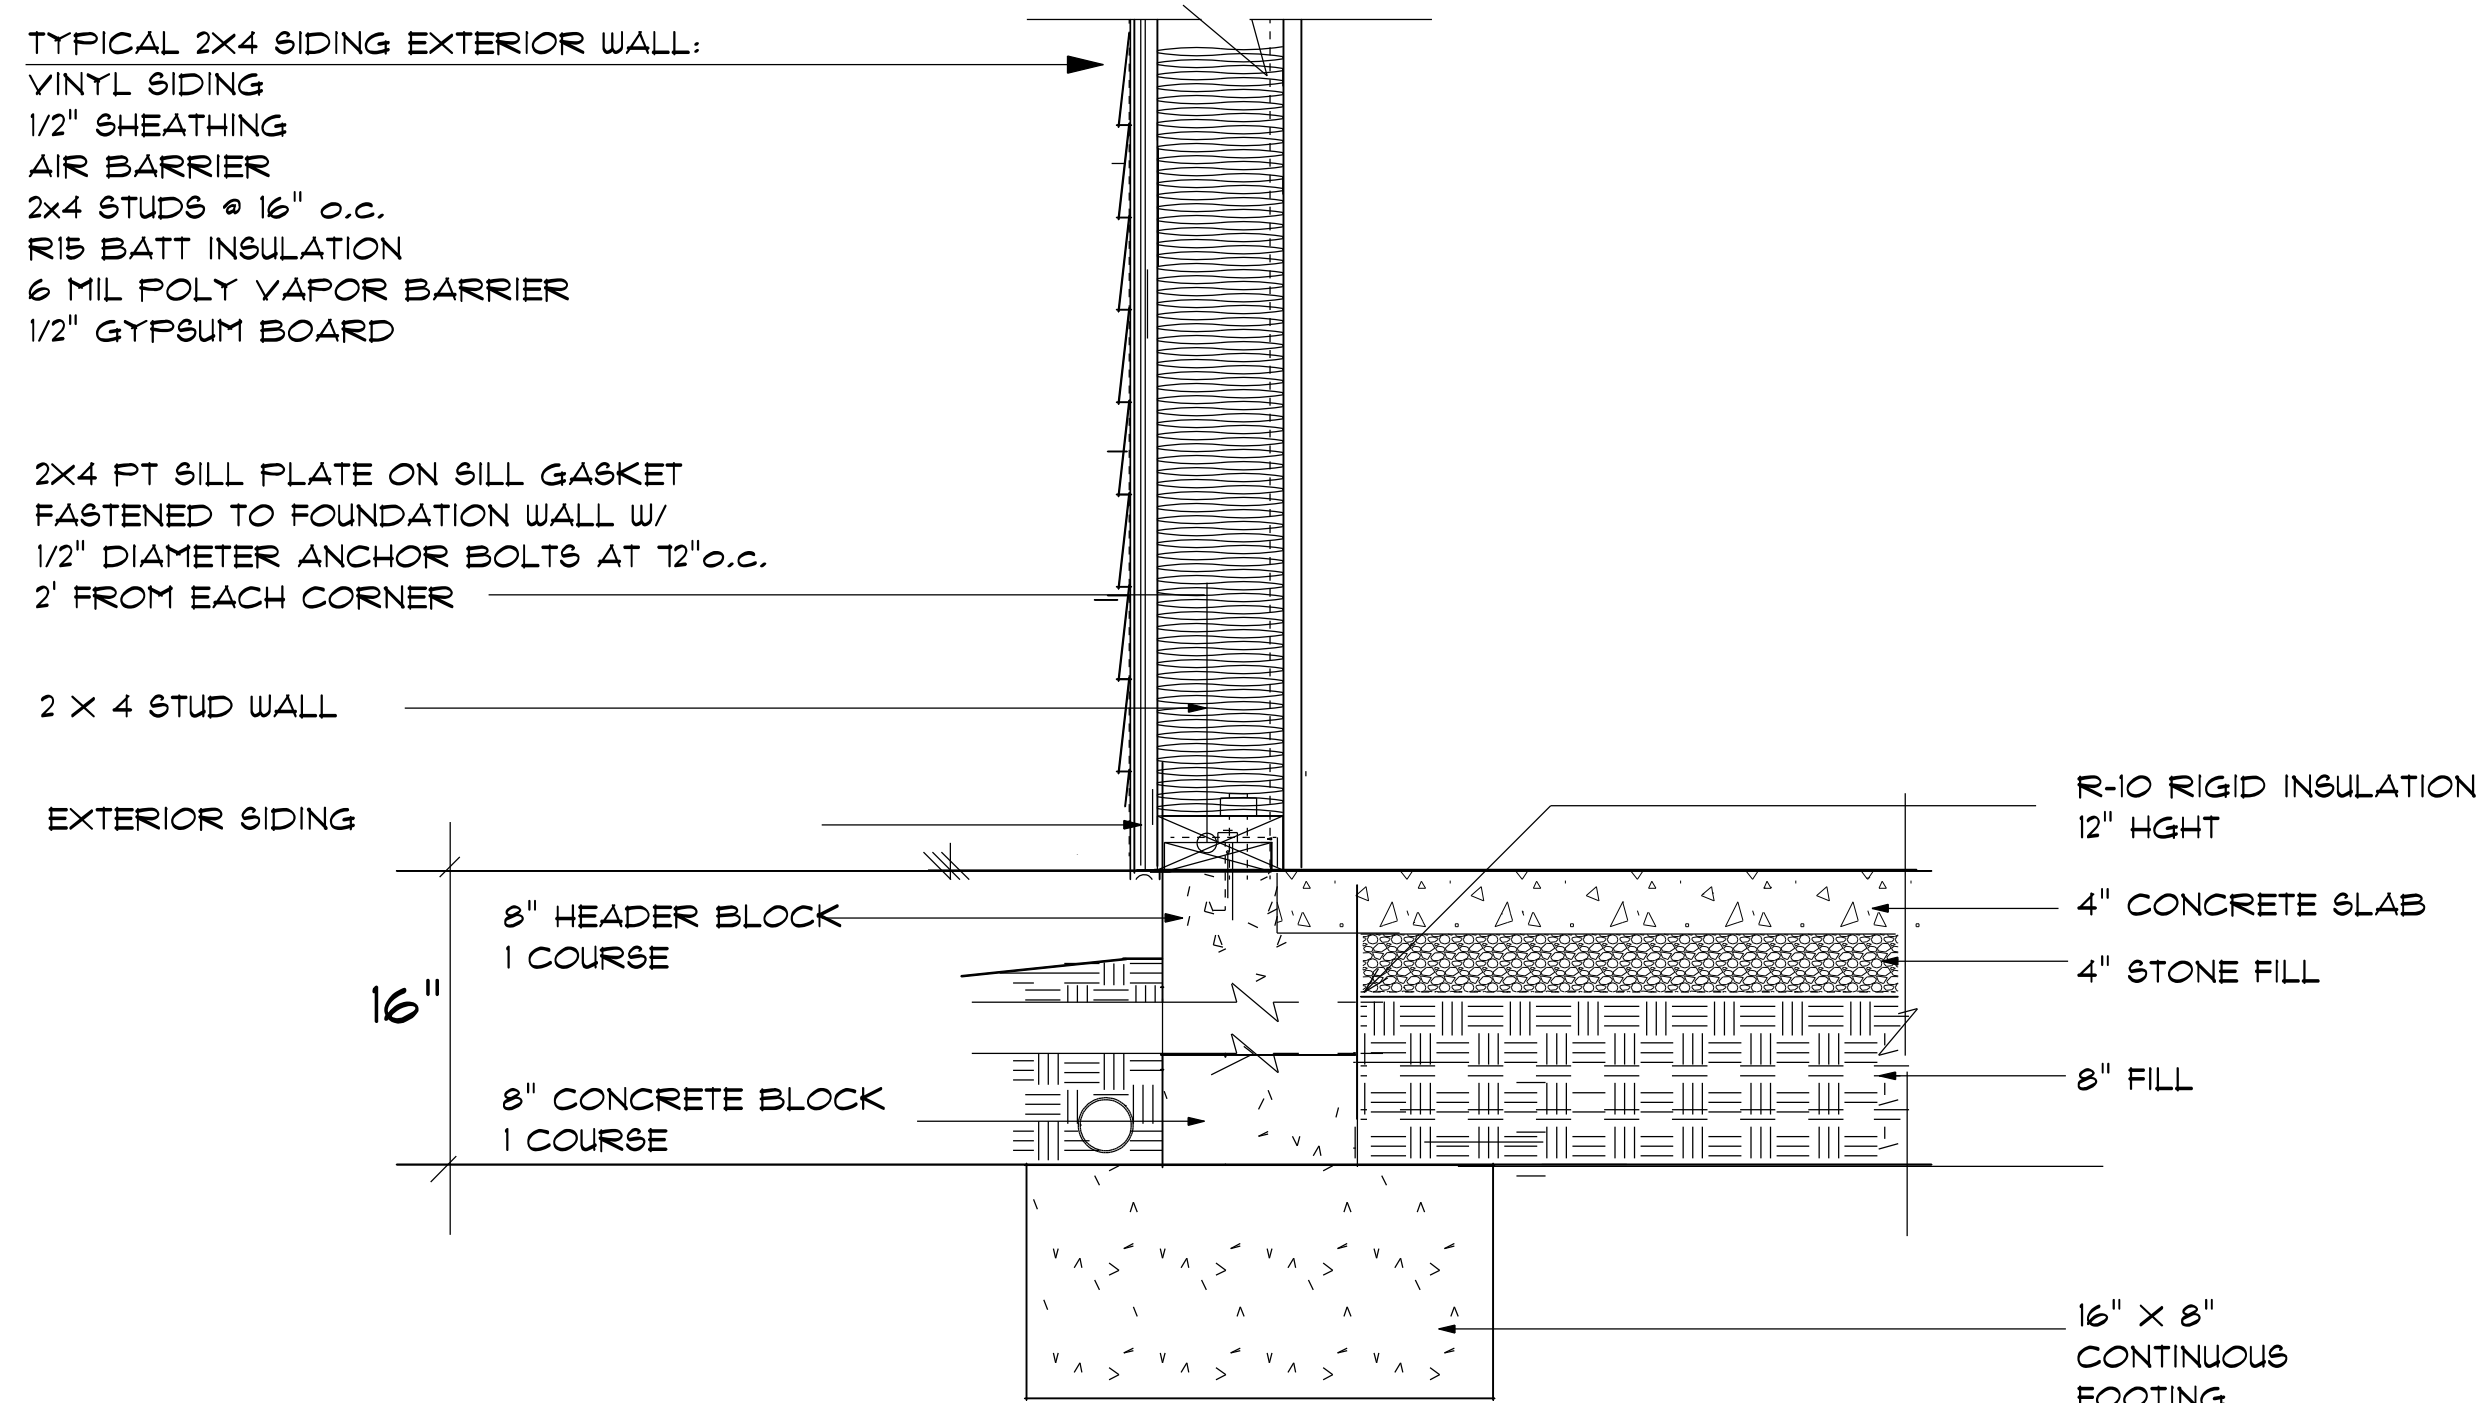 TYPICAL 2X4 SIDING EXTERIOR WALL:
VINYL SIDING
1/2" SHEATHING
AIR BARRIER
2x4 STUDS @ 16" o.c.
R15 BATT INSULATION
6 MIL POLY VAPOR BARRIER
1/2" GYPSUM BOARD
2X4 PT SILL PLATE ON SILL GASKET
FASTENED TO FOUNDATION WALL W/
1/2" DIAMETER ANCHOR BOLTS AT 72"o.c.
2' FROM EACH CORNER
2 X 4 STUD WALL
EXTERIOR SIDING
8" HEADER BLOCK
1 COURSE
16"
8" CONCRETE BLOCK
1 COURSE
R-10 RIGID INSULATION
12" HGHT
4" CONCRETE SLAB
4" STONE FILL
8" FILL
16" X 8"
CONTINUOUS
FOOTING